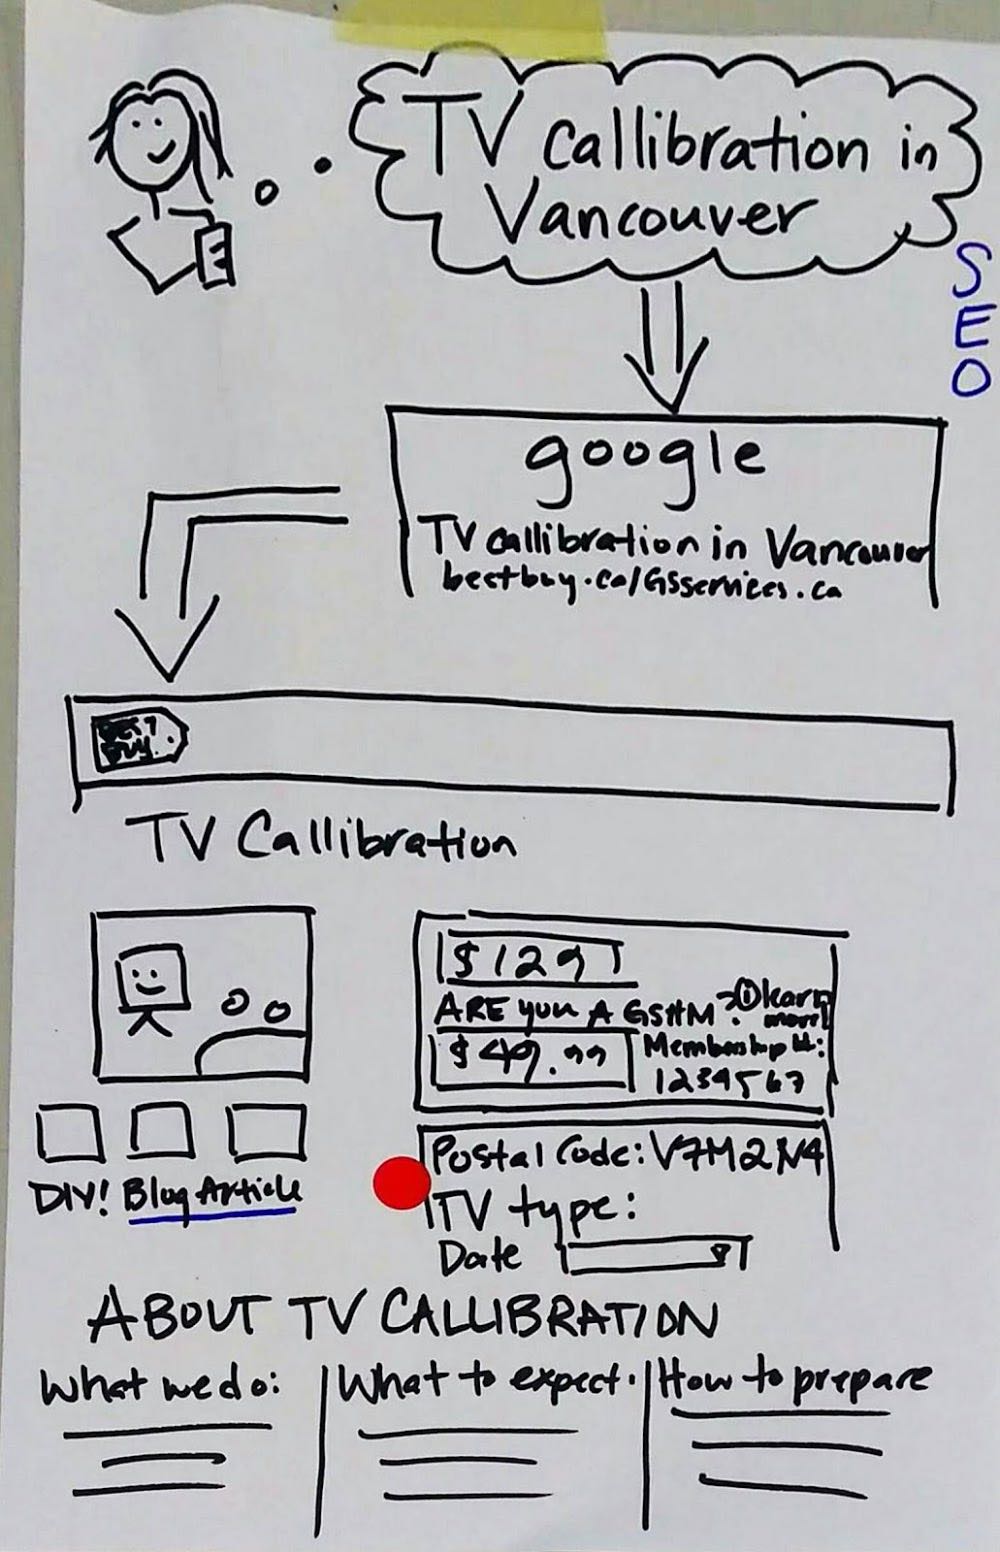 TV callibration in
Vancouver
SEO
google
TV callibration in Vancouver
bestbuy.ca/GSservices.ca
BEST
BUY
TV Callibration
$129
ARE you A GSHM? i learn
more
$49.99
Membership #:
1234567
Postal Code: V7M2N4
TV type:
Date
DIY! Blog Article
ABOUT TV CALLIBRATION
What we do:
What to expect.
How to prepare